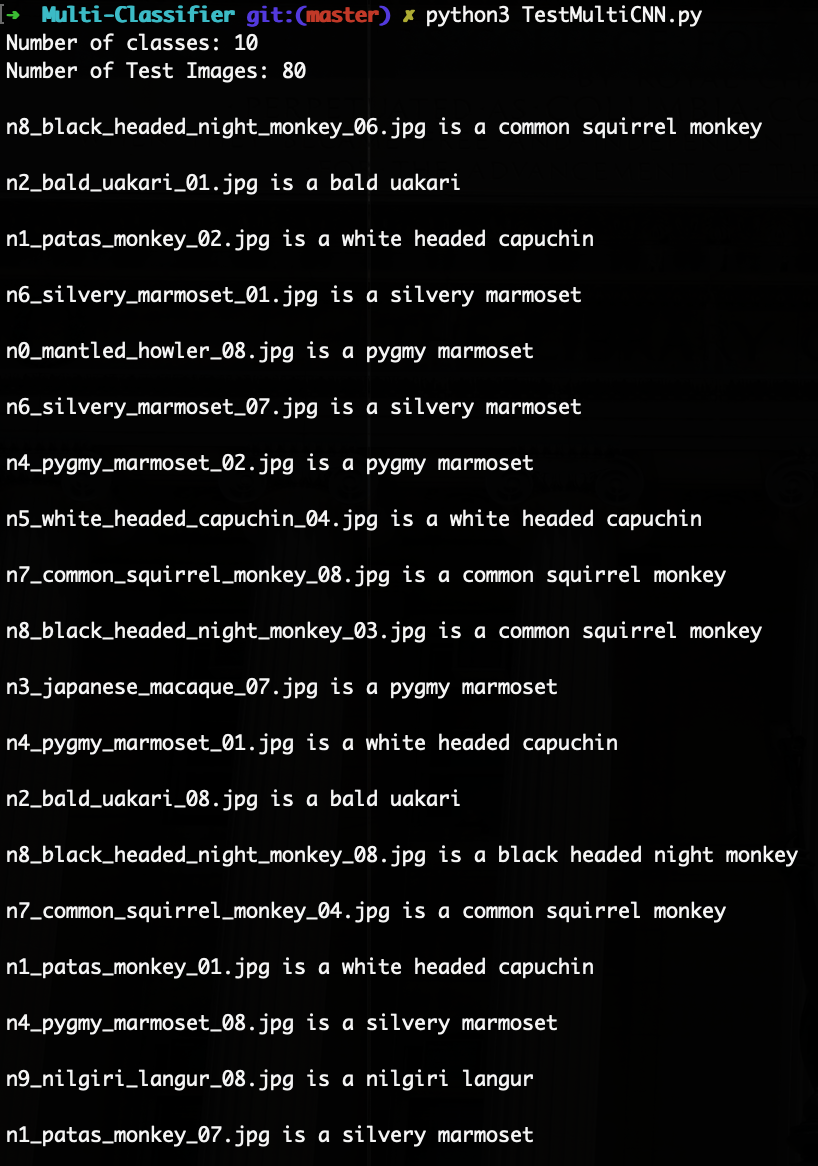 ➜ Multi-Classifier git:(master) ✗ python3 TestMultiCNN.py
Number of classes: 10
Number of Test Images: 80
n8_black_headed_night_monkey_06.jpg is a common squirrel monkey
n2_bald_uakari_01.jpg is a bald uakari
n1_patas_monkey_02.jpg is a white headed capuchin
n6_silvery_marmoset_01.jpg is a silvery marmoset
n0_mantled_howler_08.jpg is a pygmy marmoset
n6_silvery_marmoset_07.jpg is a silvery marmoset
n4_pygmy_marmoset_02.jpg is a pygmy marmoset
n5_white_headed_capuchin_04.jpg is a white headed capuchin
n7_common_squirrel_monkey_08.jpg is a common squirrel monkey
n8_black_headed_night_monkey_03.jpg is a common squirrel monkey
n3_japanese_macaque_07.jpg is a pygmy marmoset
n4_pygmy_marmoset_01.jpg is a white headed capuchin
n2_bald_uakari_08.jpg is a bald uakari
n8_black_headed_night_monkey_08.jpg is a black headed night monkey
n7_common_squirrel_monkey_04.jpg is a common squirrel monkey
n1_patas_monkey_01.jpg is a white headed capuchin
n4_pygmy_marmoset_08.jpg is a silvery marmoset
n9_nilgiri_langur_08.jpg is a nilgiri langur
n1_patas_monkey_07.jpg is a silvery marmoset